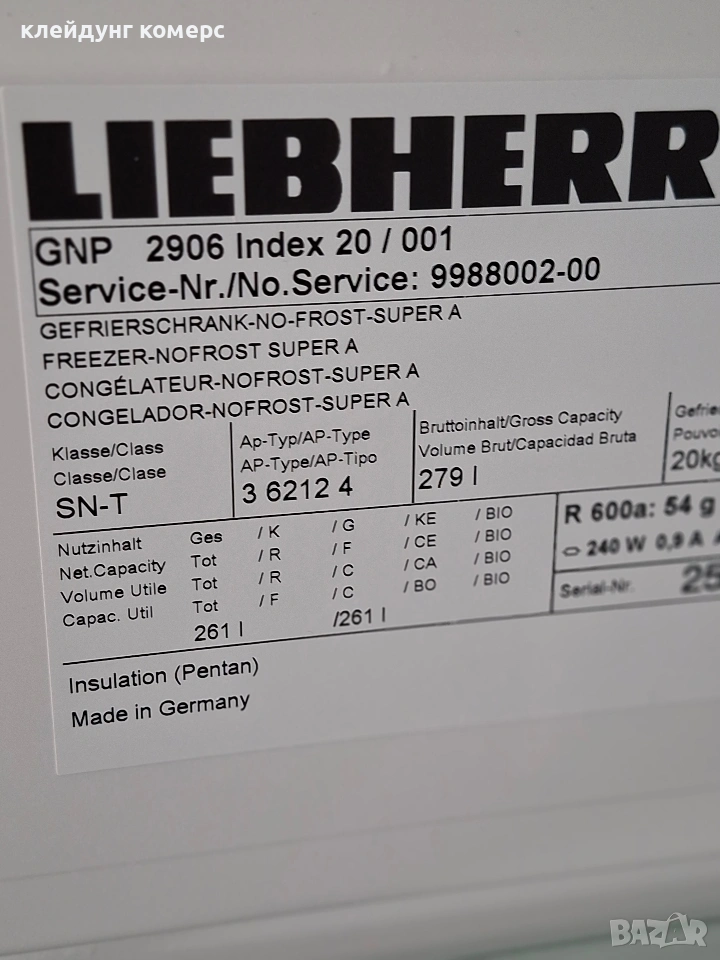 клейдунг комерс
LIEBHERR
GNP 2906 Index 20 / 001
Service-Nr./No.Service: 9988002-00
GEFRIERSCHRANK-NO-FROST-SUPER A
FREEZER-NOFROST SUPER A
CONGÉLATEUR-NOFROST-SUPER A
CONGELADOR-NOFROST-SUPER A
Klasse/Class
Classe/Clase
SN-T
Ap-Typ/AP-Type
AP-Type/AP-Tipo
3 6212 4
Bruttoinhalt/Gross Capacity
Volume Brut/Capacidad Bruta
279 l
20kg
Nutzinhalt Ges / K / G / KE / BIO
Net.Capacity Tot / R / F / CE / BIO
Volume Utile Tot / R / C / CA / BIO
Capac. Util Tot / F / C / BO / BIO
261 l /261 l
R 600a: 54 g
240 W 0,9 A
Serial-Nr. 25
Insulation (Pentan)
Made in Germany
BAZAR